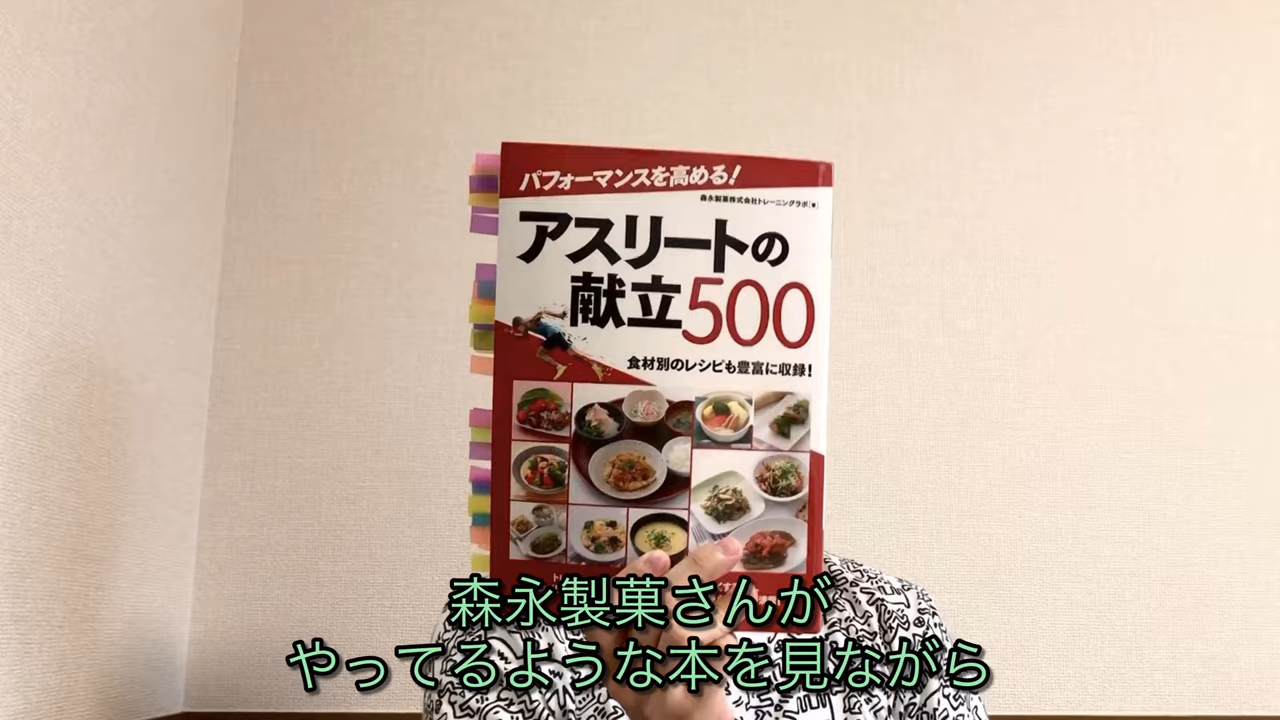 パフォーマンスを高める!
森永製菓株式会社トレーニングラボ[著]
アスリートの
献立500
食材別のレシピも豊富に収録!
森永製菓さんが
やってるような本を見ながら